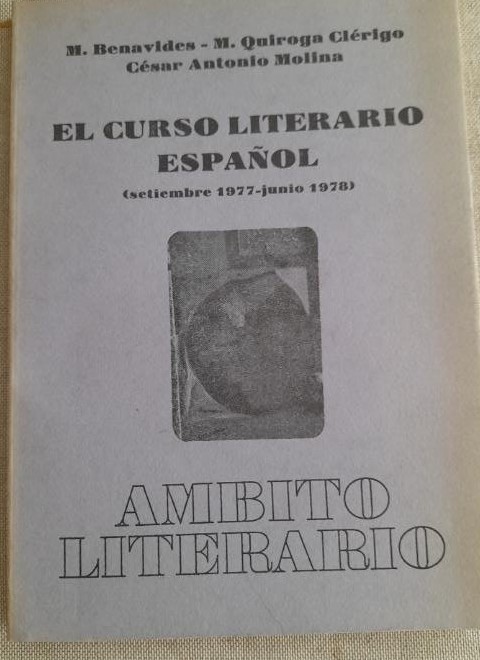 M. Benavides - M. Quiroga Clérigo
César Antonio Molina
EL CURSO LITERARIO
ESPAÑOL
(setiembre 1977-junio 1978)
AMBITO
LITERARIO